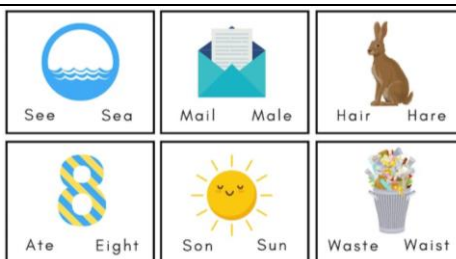 See Sea
Mail Male
Hair Hare
Ate Eight
Son Sun
Waste Waist